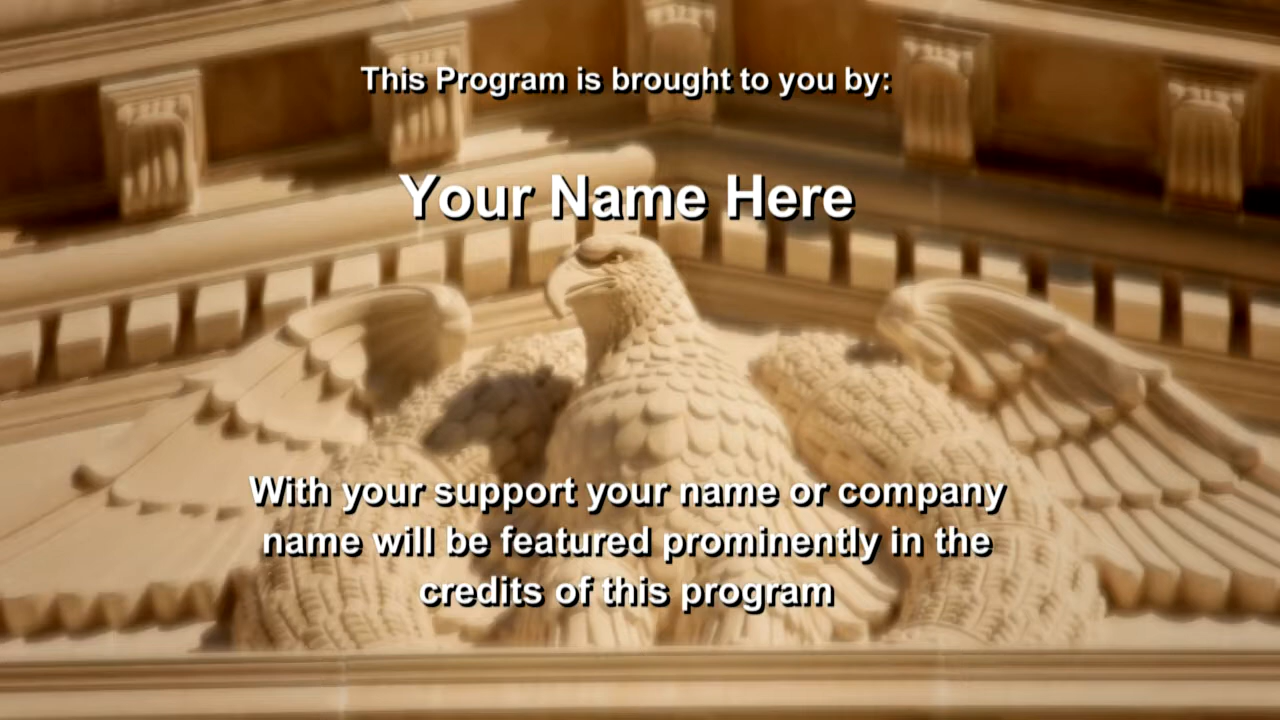 This Program is brought to you by:
Your Name Here
With your support your name or company
name will be featured prominently in the
credits of this program